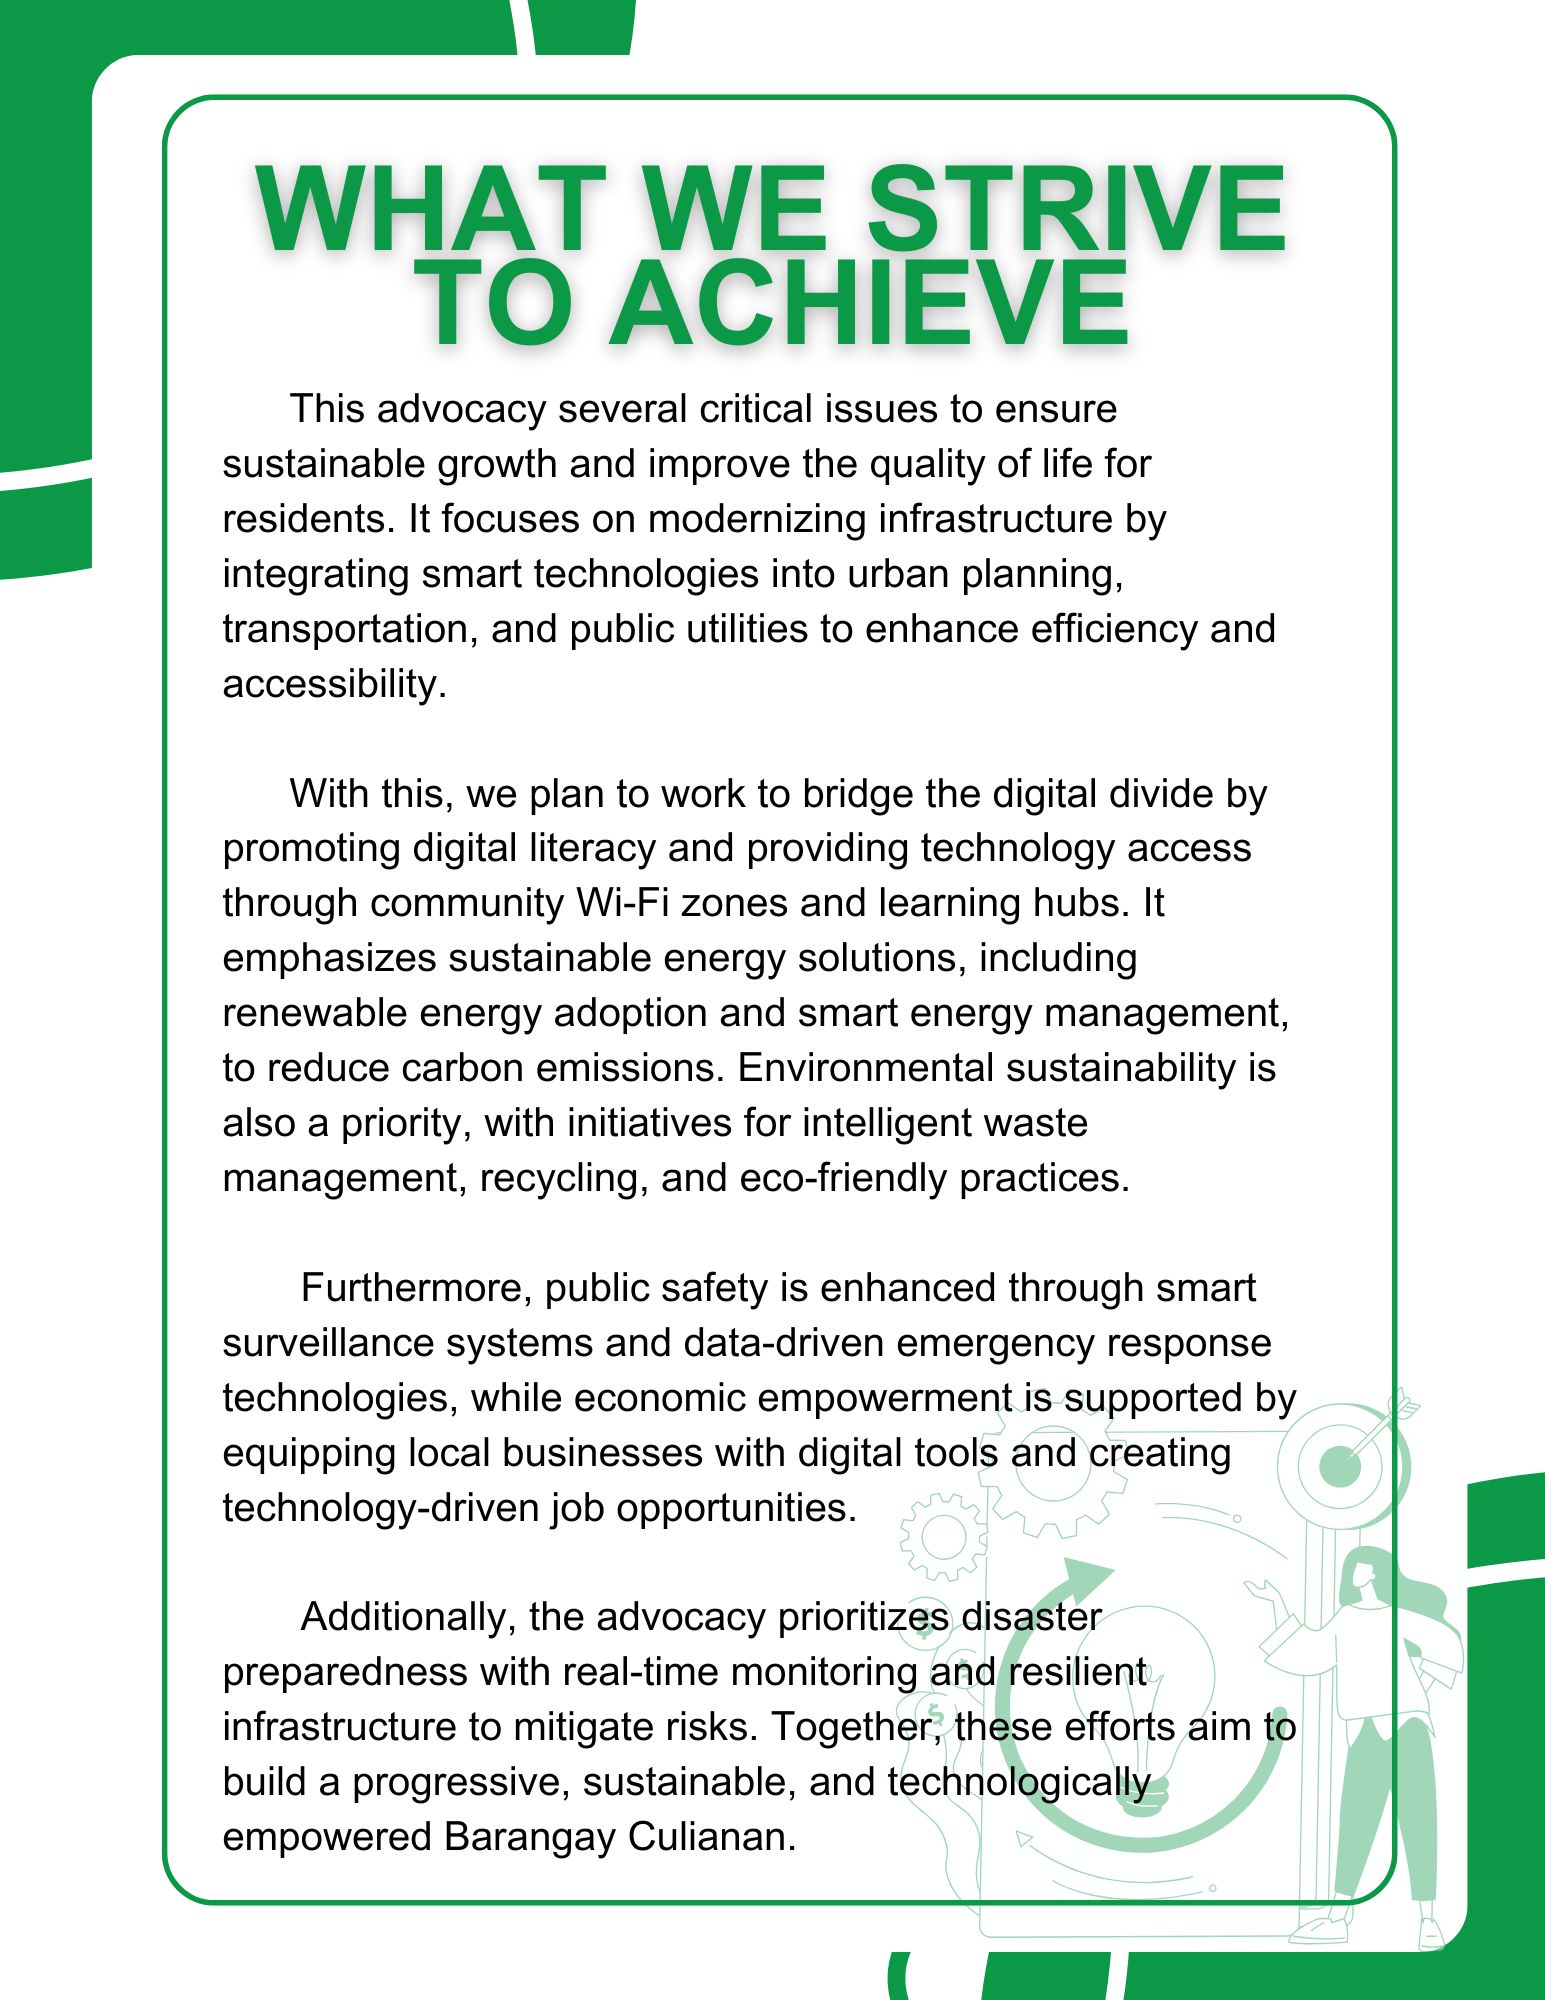 WHAT WE STRIVE
TO ACHIEVE
This advocacy several critical issues to ensure
sustainable growth and improve the quality of life for
residents. It focuses on modernizing infrastructure by
integrating smart technologies into urban planning,
transportation, and public utilities to enhance efficiency and
accessibility.
With this, we plan to work to bridge the digital divide by
promoting digital literacy and providing technology access
through community Wi-Fi zones and learning hubs. It
emphasizes sustainable energy solutions, including
renewable energy adoption and smart energy management,
to reduce carbon emissions. Environmental sustainability is
also a priority, with initiatives for intelligent waste
management, recycling, and eco-friendly practices.
Furthermore, public safety is enhanced through smart
surveillance systems and data-driven emergency response
technologies, while economic empowerment is supported by
equipping local businesses with digital tools and creating
technology-driven job opportunities.
Additionally, the advocacy prioritizes disaster
preparedness with real-time monitoring and resilient
infrastructure to mitigate risks. Together, these efforts aim to
build a progressive, sustainable, and technologically
empowered Barangay Culianan.